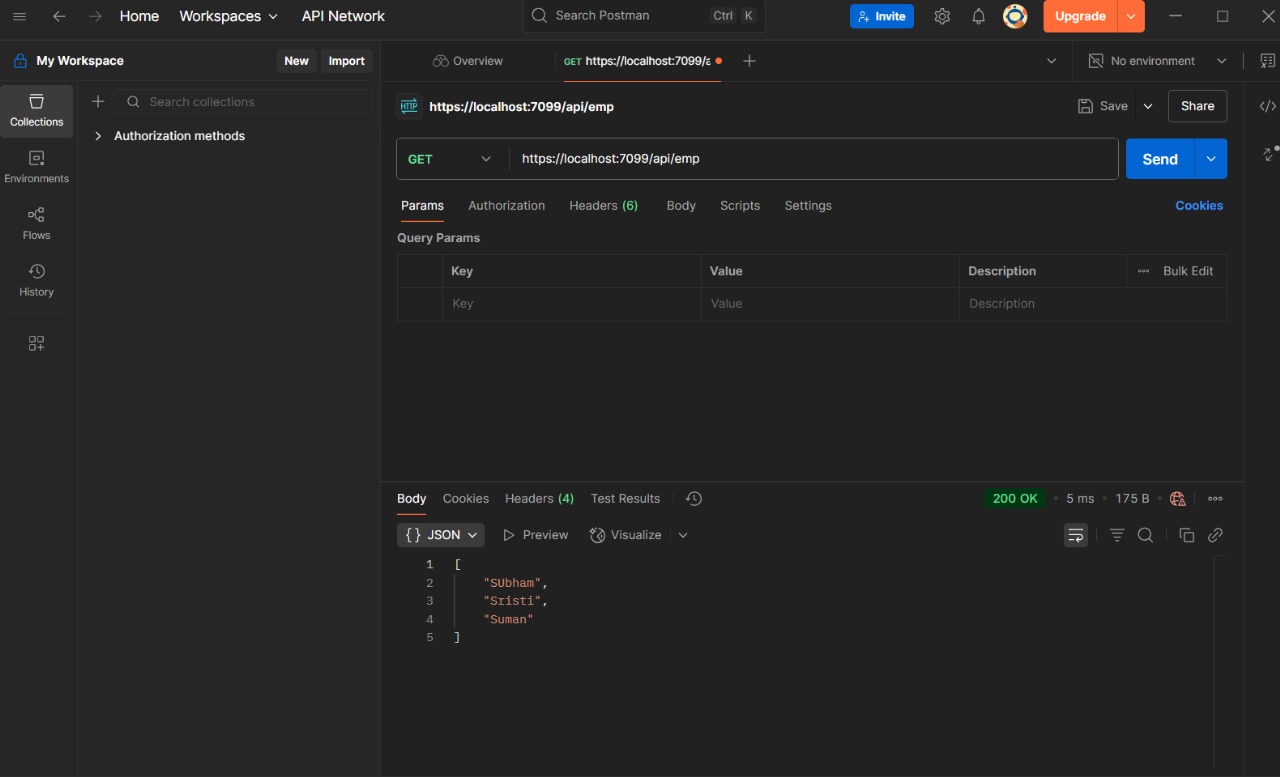 Home Workspaces API Network Search Postman Ctrl K Invite Upgrade
My Workspace New Import Overview GET https://localhost:7099/a No environment
Collections Search collections HTTP https://localhost:7099/api/emp Save Share </>
Authorization methods
GET https://localhost:7099/api/emp Send
Environments
Params Authorization Headers (6) Body Scripts Settings Cookies
Flows
Query Params
Key Value Description Bulk Edit
History
Key Value Description
Body Cookies Headers (4) Test Results 200 OK 5 ms 175 B
{} JSON Preview Visualize
1 [
2 "SUbham",
3 "Sristi",
4 "Suman"
5 ]